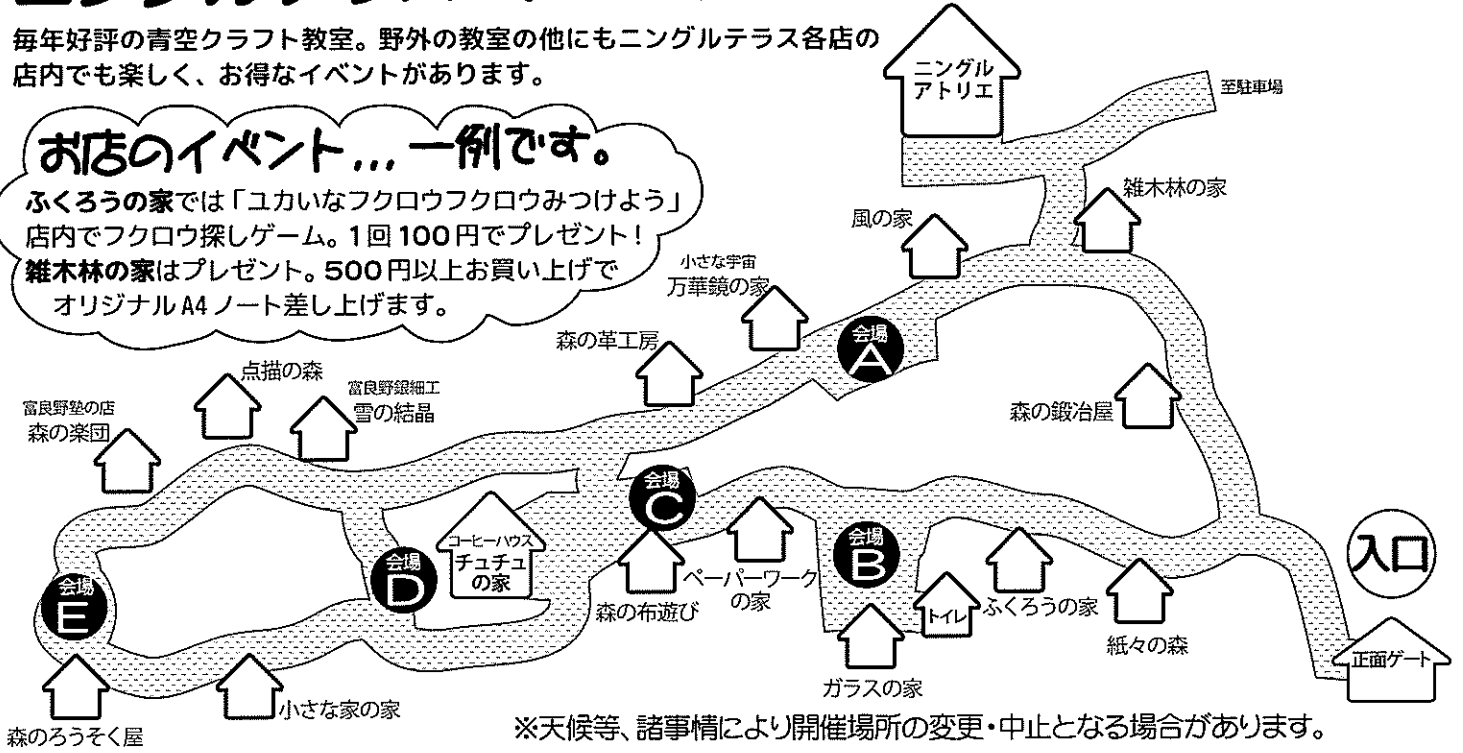 毎年好評の青空クラフト教室。野外の教室の他にもニングルテラス各店の
店内でも楽しく、お得なイベントがあります。
お店のイベント...一例です。
ふくろうの家では「ユカいなフクロウフクロウみつけよう」
店内でフクロウ探しゲーム。1回100円でプレゼント!
雑木林の家はプレゼント。500円以上お買い上げで
オリジナルA4ノート差し上げます。
ニングル
アトリエ
至駐車場
雑木林の家
風の家
小さな宇宙
万華鏡の家
会場
A
森の革工房
点描の森
富良野銀細工
雪の結晶
富良野塾の店
森の楽団
森の鍛冶屋
会場
C
コーヒーハウス
チュチュ
の家
会場
D
会場
B
ペーパーワーク
の家
森の布遊び
トイレ
ふくろうの家
紙々の森
入口
正面ゲート
会場
E
ガラスの家
小さな家の家
森のろうそく屋
※天候等、諸事情により開催場所の変更・中止となる場合があります。